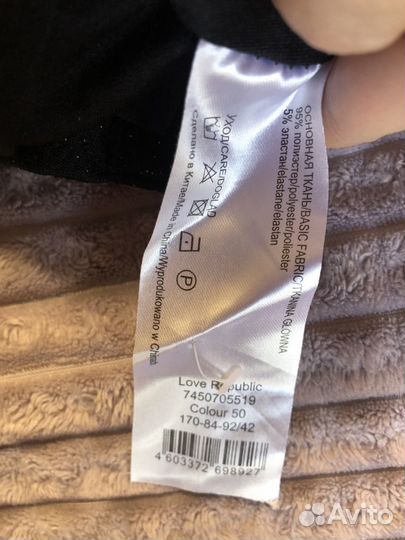 ОСНОВНАЯ ТКАНЬ/BASIC FABRIC/TKANINA GŁÓWNA
95% полиэстер/polyester/poliester
5% эластан/elastane/elastan
УХОД/CARE/DOGLĄD
Сделано в Китае/Made in
China/Wyprodukowano w Chinach
Love Republic
7450705519
Colour 50
170-84-92/42
4 603372 698927
Avito